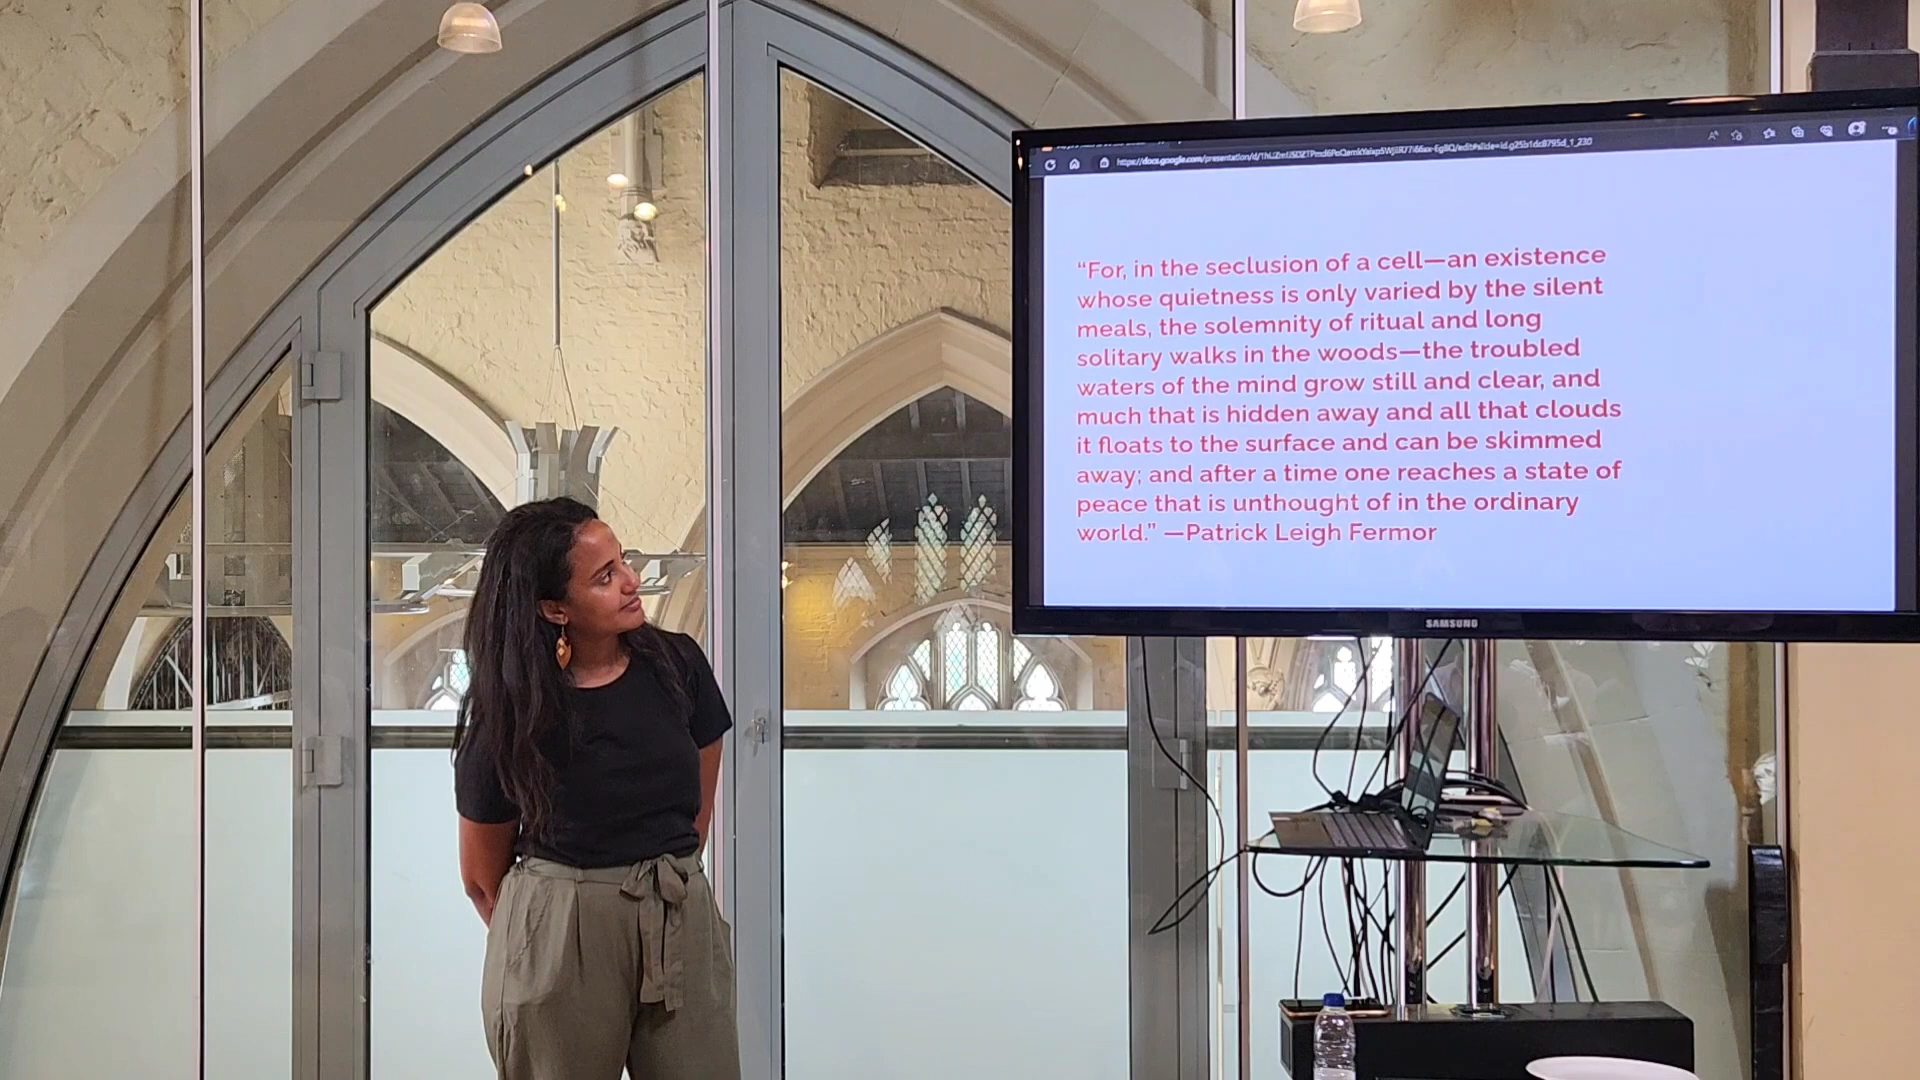 “For, in the seclusion of a cell—an existence
whose quietness is only varied by the silent
meals, the solemnity of ritual and long
solitary walks in the woods—the troubled
waters of the mind grow still and clear, and
much that is hidden away and all that clouds
it floats to the surface and can be skimmed
away; and after a time one reaches a state of
peace that is unthought of in the ordinary
world.” —Patrick Leigh Fermor
SAMSUNG